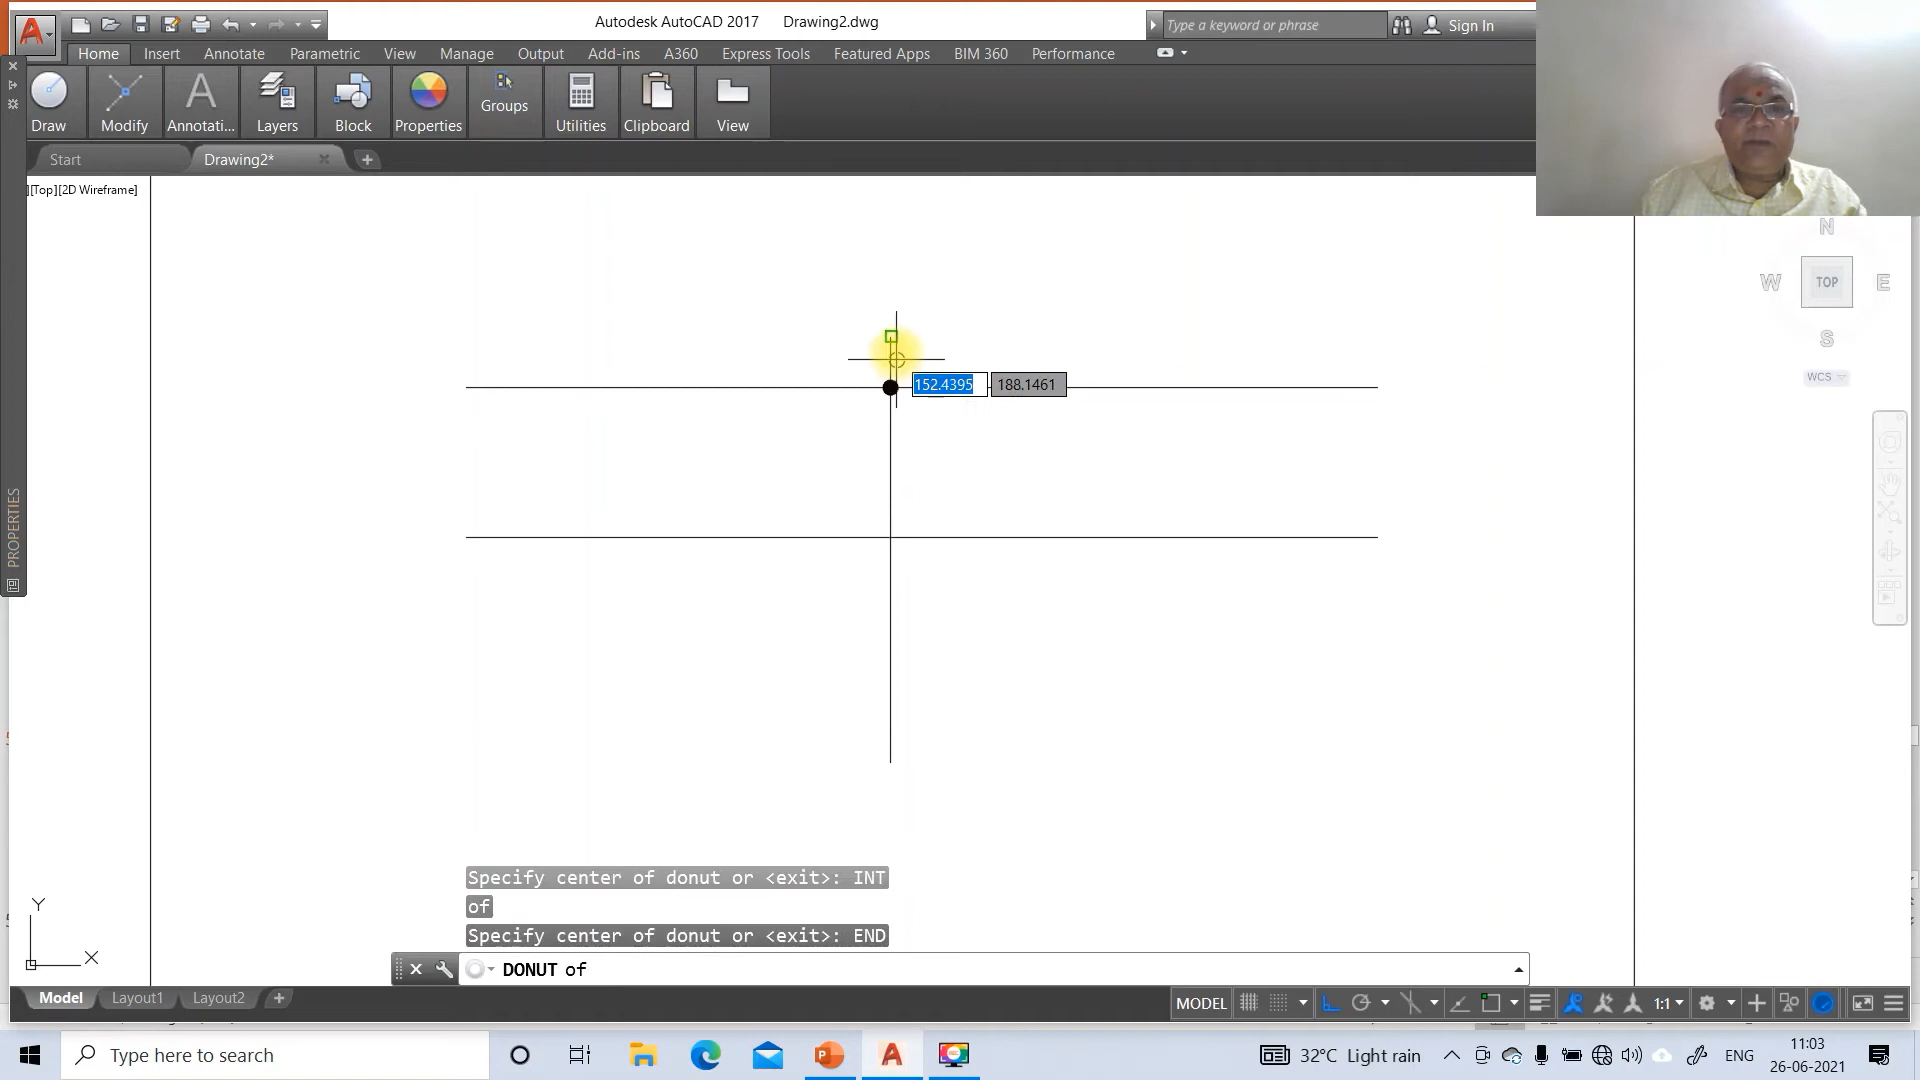 Autodesk AutoCAD 2017 Drawing2.dwg
Type a keyword or phrase
Sign In
Home Insert Annotate Parametric View Manage Output Add-ins A360 Express Tools Featured Apps BIM 360 Performance
Draw Modify Annotati... Layers Block Properties Groups Utilities Clipboard View
Start Drawing2*
][Top][2D Wireframe]
N
W TOP E
S
WCS
152.4395 188.1461
PROPERTIES
Y
X
Specify center of donut or <exit>: INT
of
Specify center of donut or <exit>: END
DONUT of
Model Layout1 Layout2
MODEL 1:1
Type here to search
32°C Light rain
ENG
11:03
26-06-2021